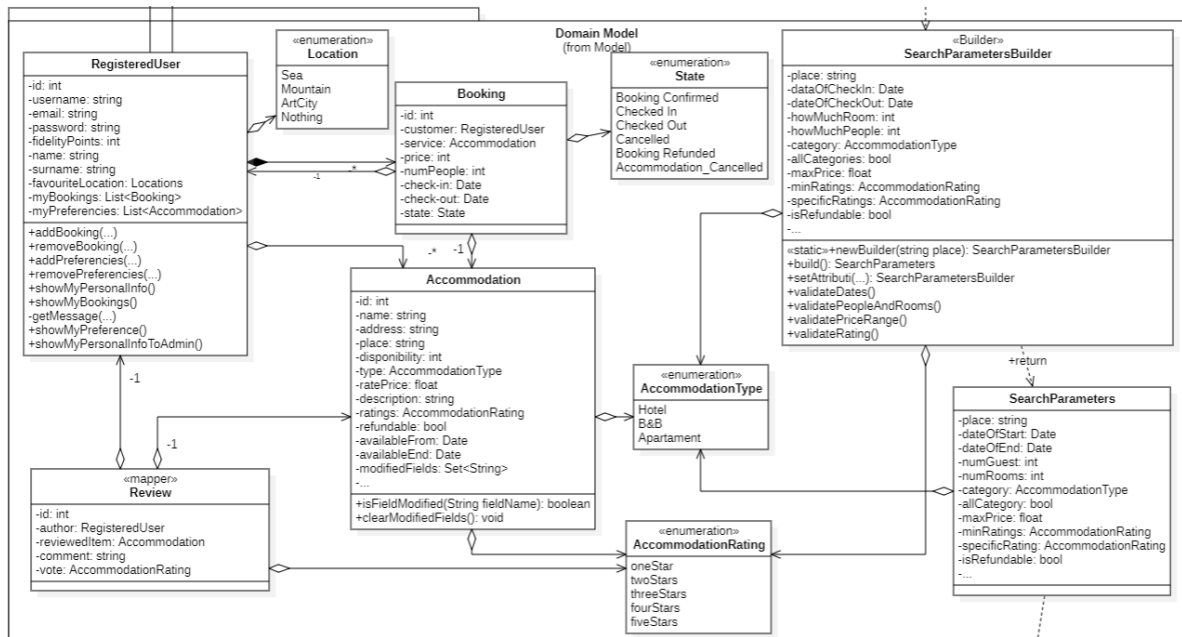 Domain Model
(from Model)
RegisteredUser
-id: int
-username: string
-email: string
-password: string
-fidelityPoints: int
-name: string
-surname: string
-favouriteLocation: Locations
-myBookings: List<Booking>
-myPreferencies: List<Accommodation>
+addBooking(...)
+removeBooking(...)
+addPreferencies(...)
+removePreferencies(...)
+showMyPersonalInfo()
+showMyBookings()
-getMessage(...)
+showMyPreference()
+showMyPersonalInfoToAdmin()
«enumeration»
Location
Sea
Mountain
ArtCity
Nothing
Booking
-id: int
-customer: RegisteredUser
-service: Accommodation
-price: int
-numPeople: int
-check-in: Date
-check-out: Date
-state: State
«enumeration»
State
Booking Confirmed
Checked In
Checked Out
Cancelled
Booking Refunded
Accommodation_Cancelled
«Builder»
SearchParametersBuilder
-place: string
-dataOfCheckIn: Date
-dateOfCheckOut: Date
-howMuchRoom: int
-howMuchPeople: int
-category: AccommodationType
-allCategories: bool
-maxPrice: float
-minRatings: AccommodationRating
-specificRatings: AccommodationRating
-isRefundable: bool
-...
«static»+newBuilder(string place): SearchParametersBuilder
+build(): SearchParameters
+setAttributi(...): SearchParametersBuilder
+validateDates()
+validatePeopleAndRooms()
+validatePriceRange()
+validateRating()
-1
-*
-*
-1
Accommodation
-id: int
-name: string
-address: string
-place: string
-disponibility: int
-type: AccommodationType
-ratePrice: float
-description: string
-ratings: AccommodationRating
-refundable: bool
-availableFrom: Date
-availableEnd: Date
-modifiedFields: Set<String>
-...
+isFieldModified(String fieldName): boolean
+clearModifiedFields(): void
+return
«enumeration»
AccommodationType
Hotel
B&B
Apartament
SearchParameters
-place: string
-dateOfStart: Date
-dateOfEnd: Date
-numGuest: int
-numRooms: int
-category: AccommodationType
-allCategory: bool
-maxPrice: float
-minRatings: AccommodationRating
-specificRating: AccommodationRating
-isRefundable: bool
-...
-1
-1
«mapper»
Review
-id: int
-author: RegisteredUser
-reviewedItem: Accommodation
-comment: string
-vote: AccommodationRating
«enumeration»
AccommodationRating
oneStar
twoStars
threeStars
fourStars
fiveStars